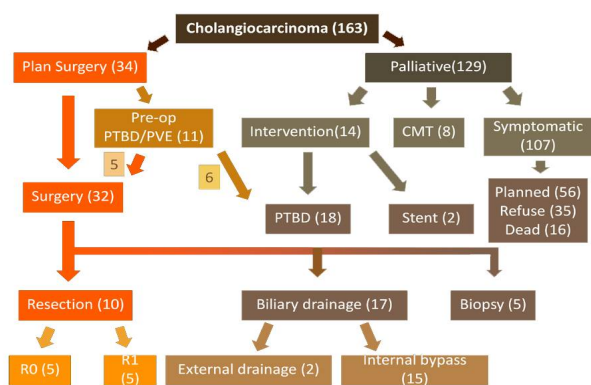 Cholangiocarcinoma (163)
Plan Surgery (34)
Palliative(129)
Pre-op
PTBD/PVE (11)
Intervention(14)
CMT (8)
Symptomatic
(107)
5
6
Surgery (32)
PTBD (18)
Stent (2)
Planned (56)
Refuse (35)
Dead (16)
Resection (10)
Biliary drainage (17)
Biopsy (5)
R0 (5)
R1
(5)
External drainage (2)
Internal bypass
(15)